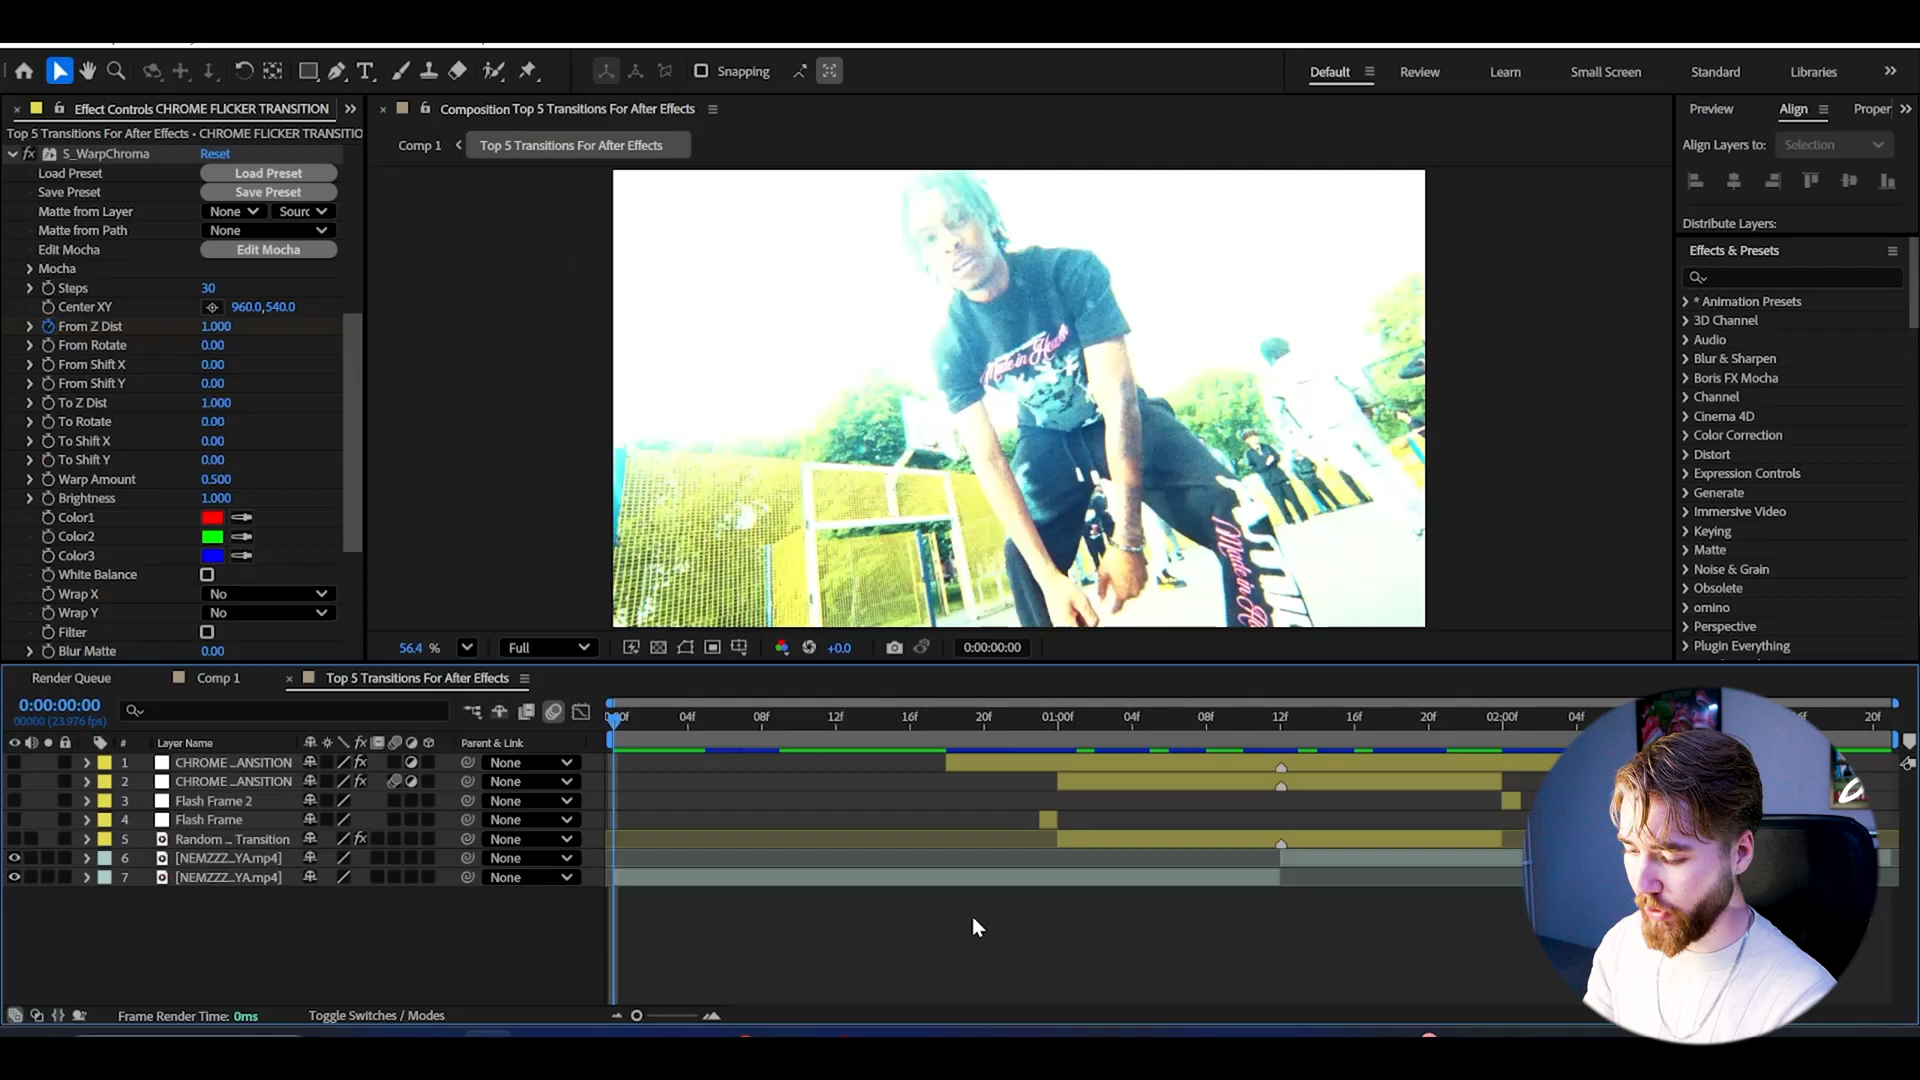 Snapping
Default
Review
Learn
Small Screen
Standard
Libraries
Effect Controls CHROME FLICKER TRANSITION
Top 5 Transitions For After Effects • CHROME FLICKER TRANSITIO
S_WarpChroma Reset
Load Preset Load Preset
Save Preset Save Preset
Matte from Layer None Sourc
Matte from Path None
Edit Mocha Edit Mocha
Mocha
Steps 30
Center XY 960.0,540.0
From Z Dist 1.000
From Rotate 0.00
From Shift X 0.00
From Shift Y 0.00
To Z Dist 1.000
To Rotate 0.00
To Shift X 0.00
To Shift Y 0.00
Warp Amount 0.500
Brightness 1.000
Color1
Color2
Color3
White Balance
Wrap X No
Wrap Y No
Filter
Blur Matte 0.00
Composition Top 5 Transitions For After Effects
Comp 1
Top 5 Transitions For After Effects
Made in
Made in
56.4 %
Full
+0.0
0:00:00:00
Preview
Align
Proper
Align Layers to: Selection
Distribute Layers:
Effects & Presets
* Animation Presets
3D Channel
Audio
Blur & Sharpen
Boris FX Mocha
Channel
Cinema 4D
Color Correction
Distort
Expression Controls
Generate
Immersive Video
Keying
Matte
Noise & Grain
Obsolete
omino
Perspective
Plugin Everything
Render Queue
Comp 1
Top 5 Transitions For After Effects
0:00:00:00
00000 (23.976 fps)
04f 08f 12f 16f 20f 01:00f 04f 08f 12f 16f 20f 02:00f 04f 20f
# Layer Name Parent & Link
1 CHROME ...ANSITION None
2 CHROME ...ANSITION None
3 Flash Frame 2 None
4 Flash Frame None
5 Random ... Transition None
6 [NEMZZZ...YA.mp4] None
7 [NEMZZZ...YA.mp4] None
Frame Render Time: 0ms
Toggle Switches / Modes